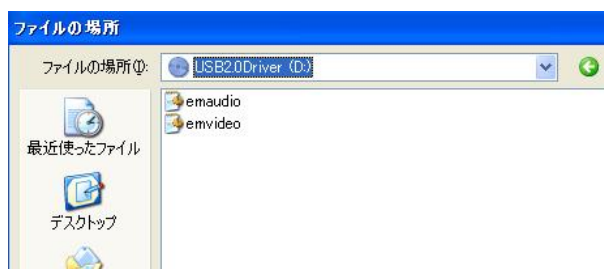 ファイルの場所
ファイルの場所(I):
USB2.0Driver (D:)
emaudio
emvideo
最近使ったファイル
デスクトップ